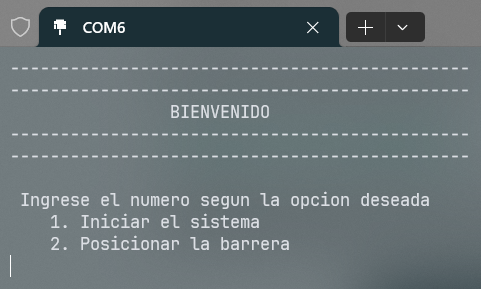 COM6
----------------------------------------------
----------------------------------------------
BIENVENIDO
----------------------------------------------
----------------------------------------------
Ingrese el numero segun la opcion deseada
1. Iniciar el sistema
2. Posicionar la barrera